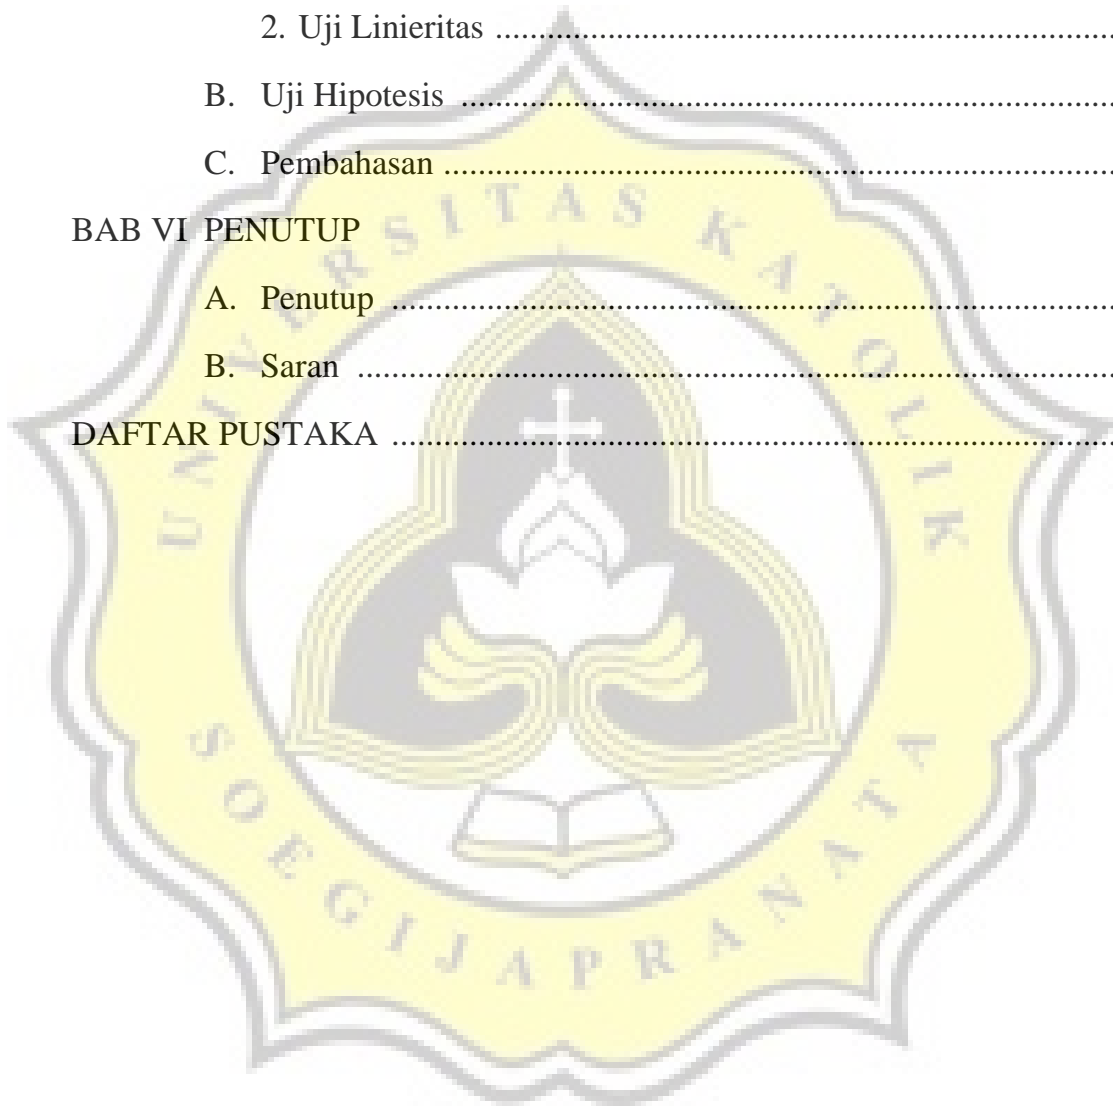 2. Uji Linieritas ........................................................................
B. Uji Hipotesis ............................................................................
C. Pembahasan ..............................................................................
BAB VI PENUTUP
A. Penutup ....................................................................................
B. Saran ........................................................................................
DAFTAR PUSTAKA ....................................................................................
UNIVERSITAS KATOLIK
SOEGIJAPRANATA